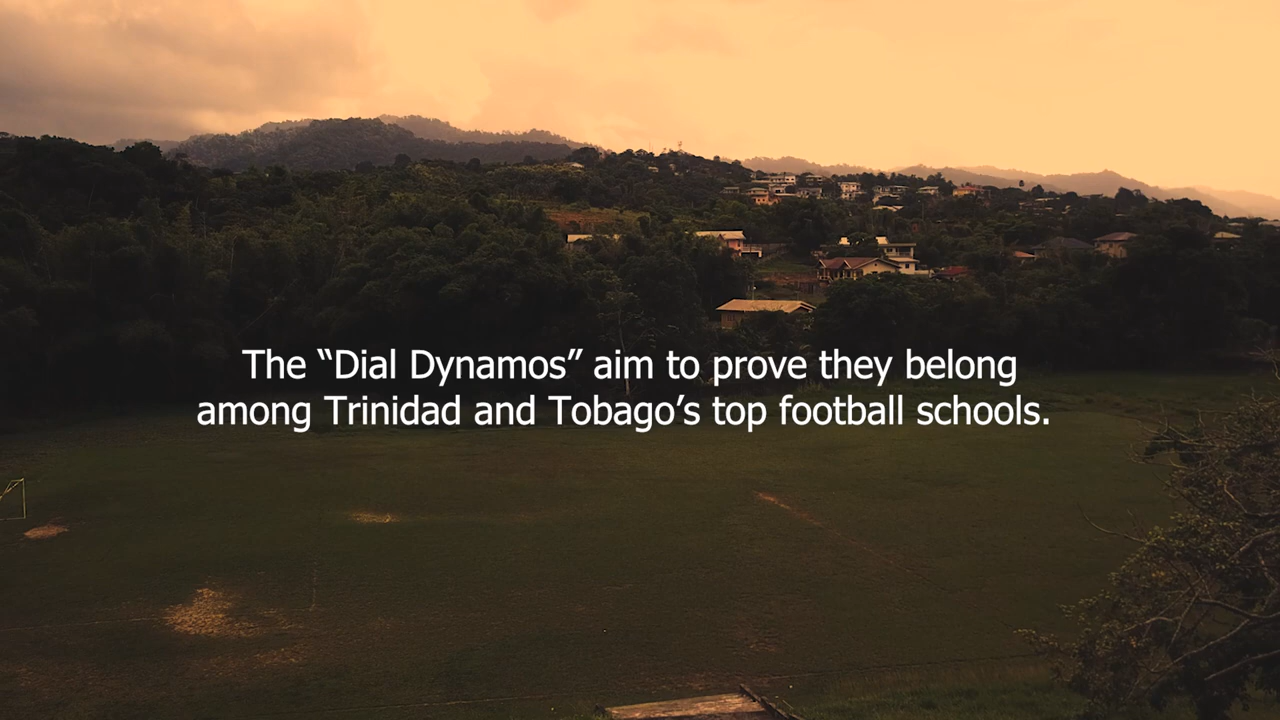 The “Dial Dynamos” aim to prove they belong
among Trinidad and Tobago’s top football schools.